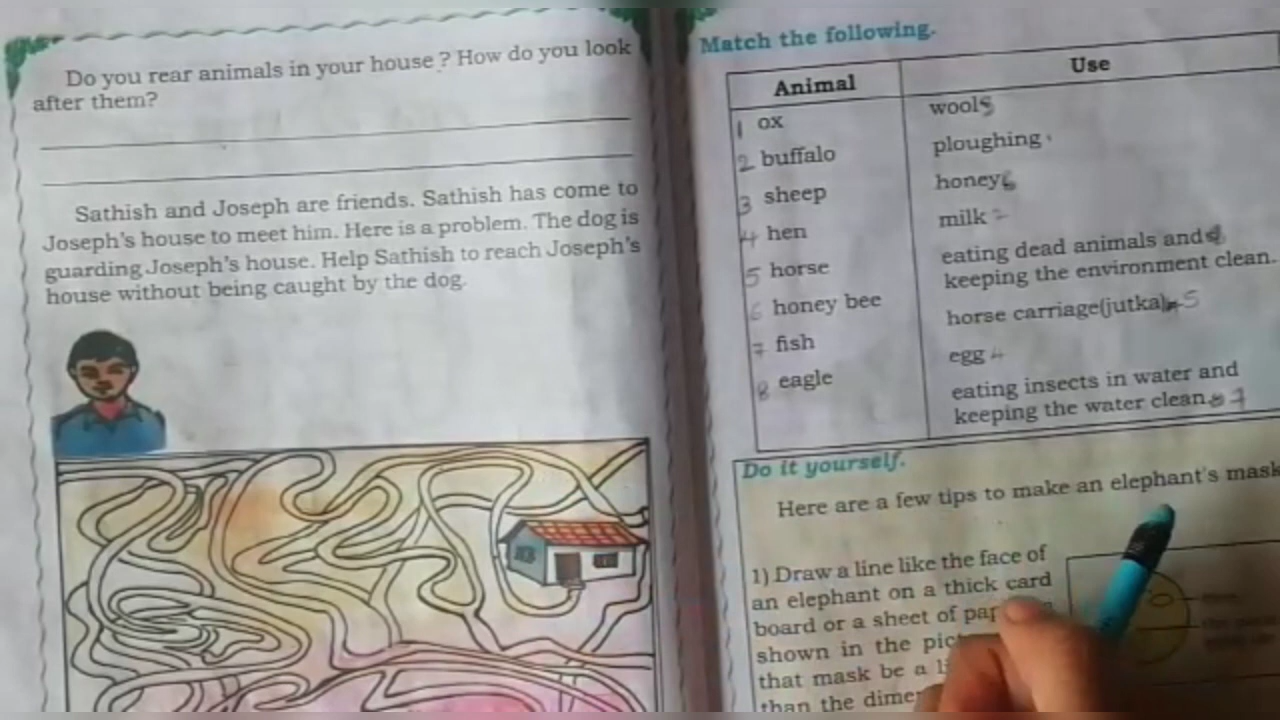 Do you rear animals in your house ? How do you look
after them?
Sathish and Joseph are friends. Sathish has come to
Joseph's house to meet him. Here is a problem. The dog is
guarding Joseph's house. Help Sathish to reach Joseph's
house without being caught by the dog.
Match the following.
Animal Use
1 ox wool
2 buffalo ploughing
3 sheep honey 6
4 hen milk 2
5 horse eating dead animals and
keeping the environment clean.
6 honey bee horse carriage(jutka) 5
7 fish egg 4
8 eagle eating insects in water and
keeping the water clean. 7
Do it yourself.
Here are a few tips to make an elephant's mask
1) Draw a line like the face of
an elephant on a thick card
board or a sheet of
shown in the
that mask be a
than the